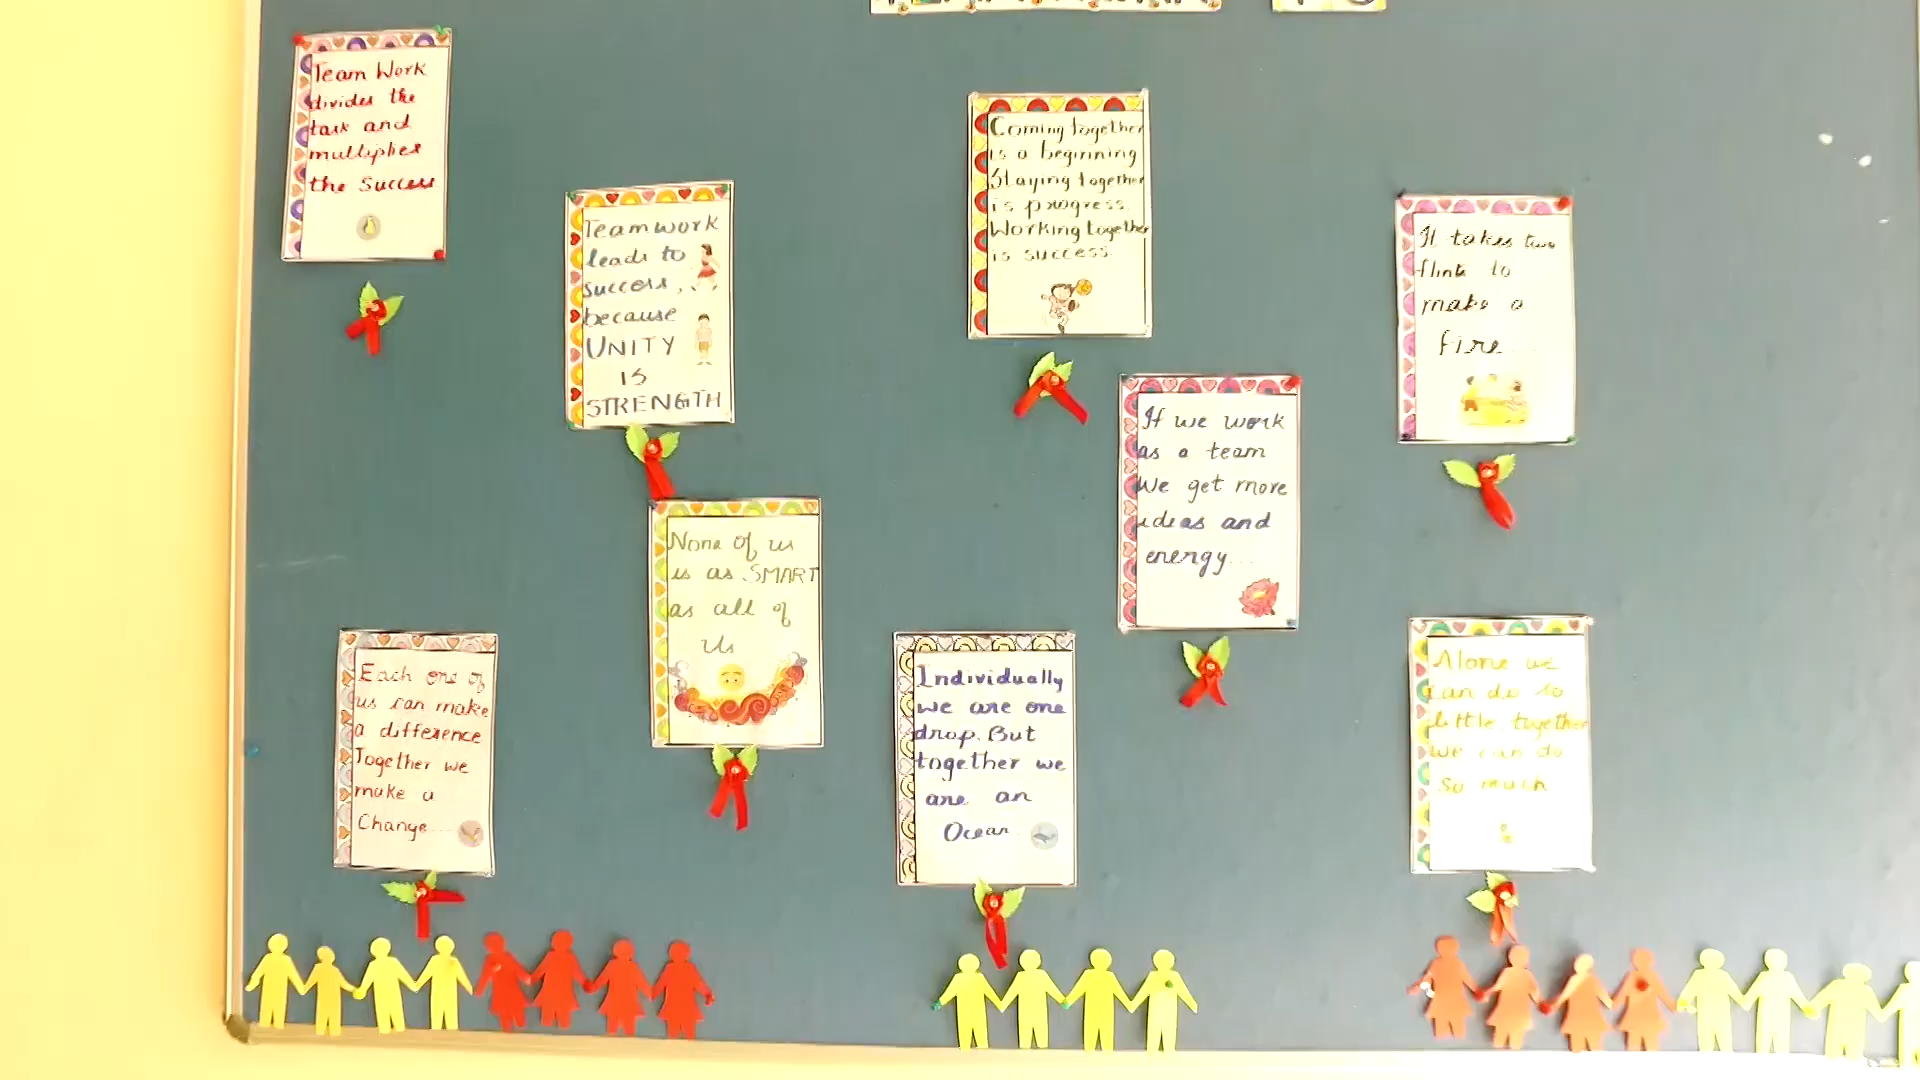 Team Work
divides the
task and
multiplies
the Success
Teamwork
leads to
success,
because
UNITY
IS
STRENGTH
Coming together
is a beginning
Staying together
is progress.
Working together
is success.
It takes two
flints to
make a
fire...
If we work
as a team
We get more
ideas and
energy...
None of us
is as SMART
as all of
Us
Each one of
us can make
a difference
Together we
make a
Change...
Individually
we are one
drop. But
together we
are an
Ocean
Alone we
can do so
little together
we can do
So much